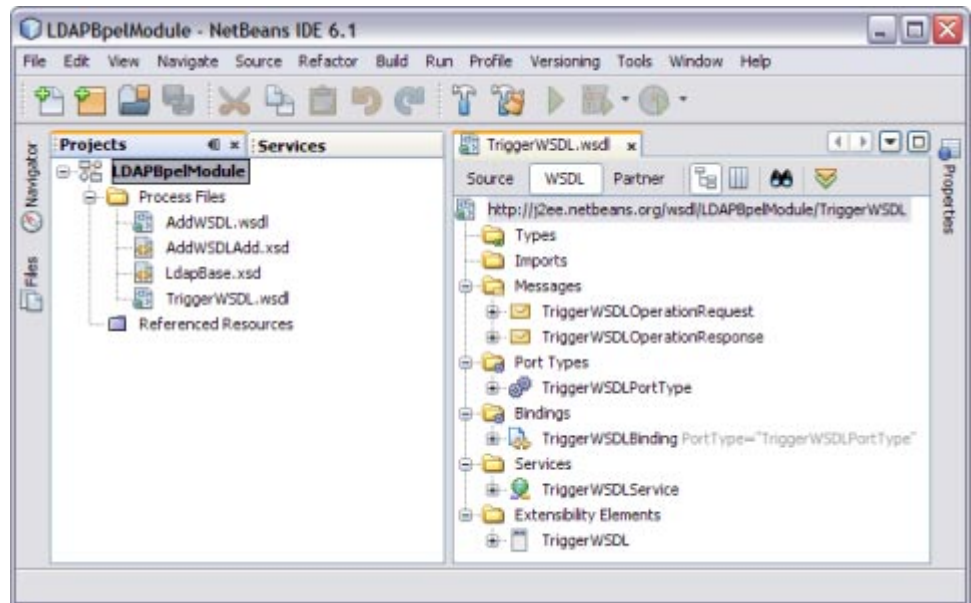 LDAPBpelModule - NetBeans IDE 6.1
File Edit View Navigate Source Refactor Build Run Profile Versioning Tools Window Help
Navigator
Files
Projects
Services
LDAPBpelModule
Process Files
AddWSDL.wsdl
AddWSDLAdd.xsd
LdapBase.xsd
TriggerWSDL.wsdl
Referenced Resources
TriggerWSDL.wsdl
Source WSDL Partner
http://j2ee.netbeans.org/wsdl/LDAPBpelModule/TriggerWSDL
Types
Imports
Messages
TriggerWSDLOperationRequest
TriggerWSDLOperationResponse
Port Types
TriggerWSDLPortType
Bindings
TriggerWSDLBinding PortType="TriggerWSDLPortType"
Services
TriggerWSDLService
Extensibility Elements
TriggerWSDL
Properties